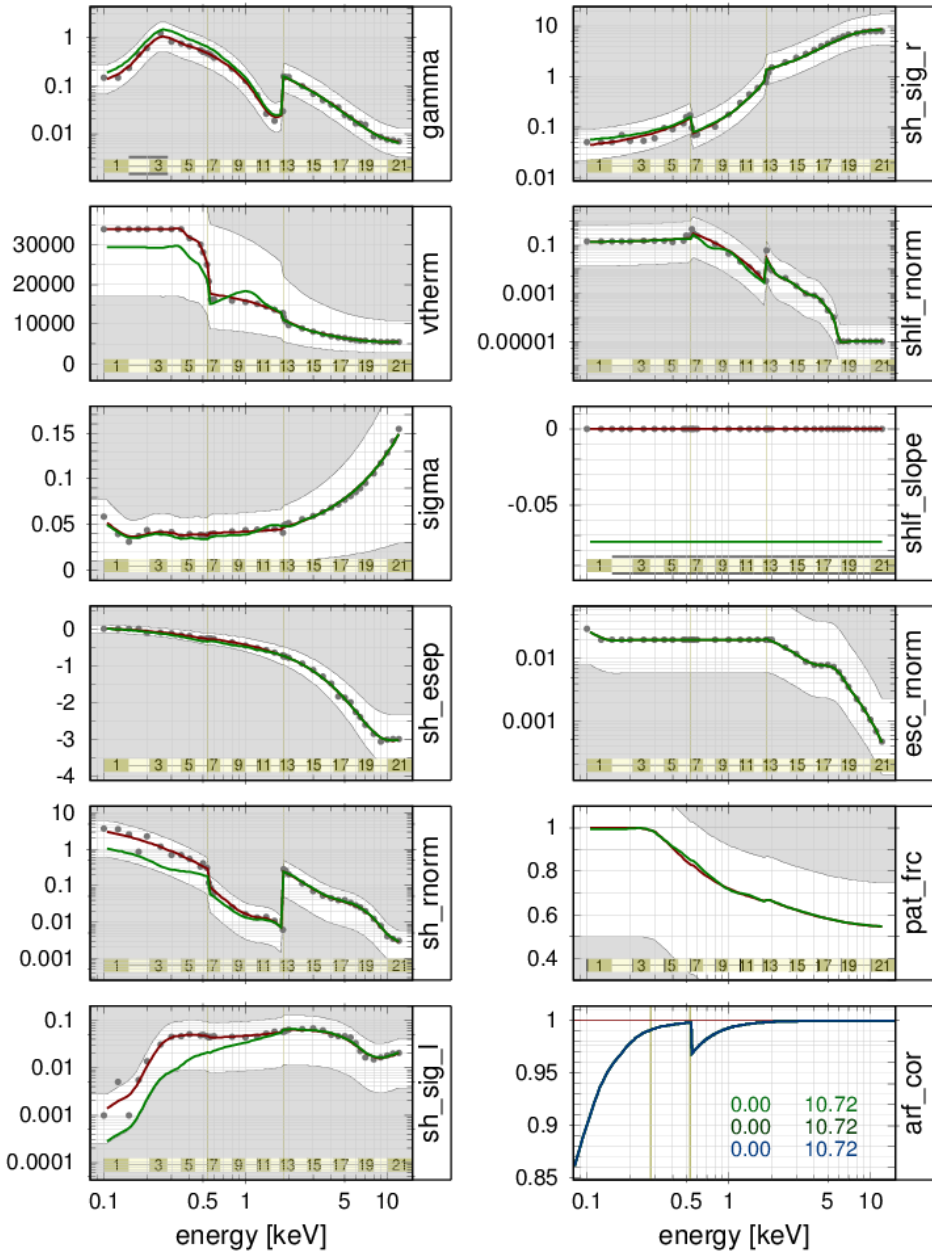 1
0.1
0.01
gamma
1 3 5 7 9 11 13 15 17 19 21
10
1
0.1
0.01
sh_sig_r
1 3 5 7 9 11 13 15 17 19 21
30000
20000
10000
0
vtherm
1 3 5 7 9 11 13 15 17 19 21
0.1
0.001
0.00001
shlf_rnorm
1 3 5 7 9 11 13 15 17 19 21
0.15
0.10
0.05
0
sigma
1 3 5 7 9 11 13 15 17 19 21
0
-0.05
shlf_slope
1 3 5 7 9 11 13 15 17 19 21
0
-1
-2
-3
-4
sh_esep
1 3 5 7 9 11 13 15 17 19 21
0.01
0.001
esc_rnorm
1 3 5 7 9 11 13 15 17 19 21
10
1
0.1
0.01
0.001
sh_rnorm
1 3 5 7 9 11 13 15 17 19 21
1
0.8
0.6
0.4
pat_frc
1 3 5 7 9 11 13 15 17 19 21
0.1
0.01
0.001
0.0001
sh_sig_l
1 3 5 7 9 11 13 15 17 19 21
0.1 0.5 1 5 10
energy [keV]
1
0.95
0.9
0.85
arf_cor
0.00 10.72
0.00 10.72
0.00 10.72
0.1 0.5 1 5 10
energy [keV]